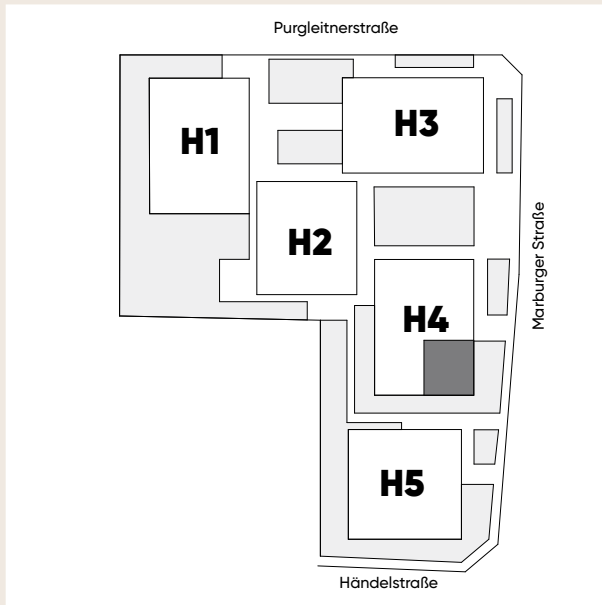 Purgleitnerstraße
H1
H3
H2
Marburger Straße
H4
H5
Händelstraße